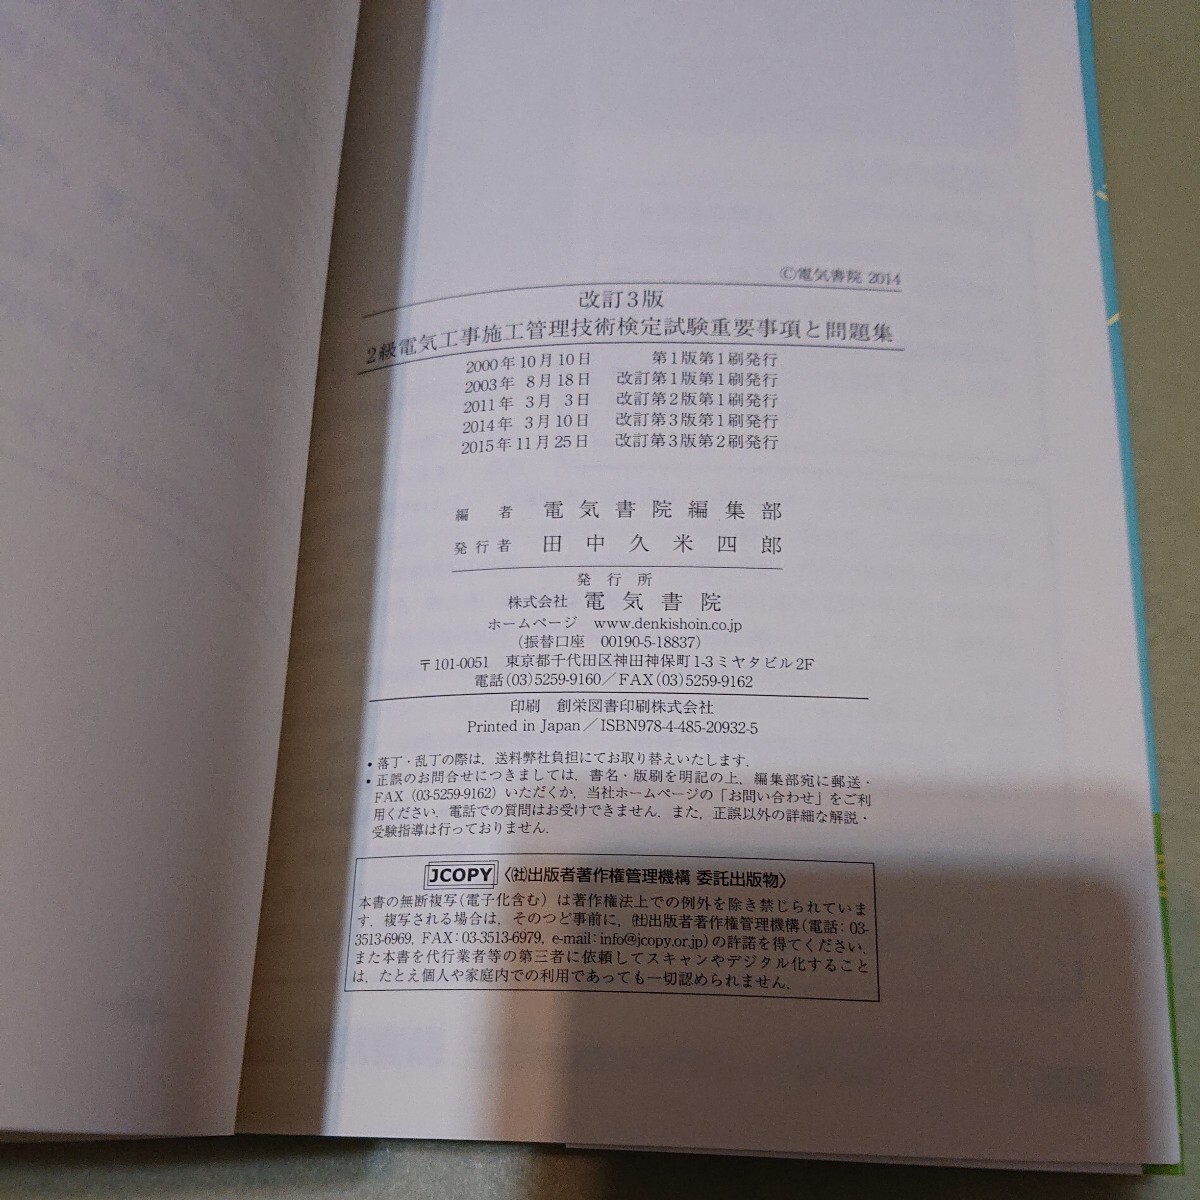 ©電気書院 2014
改訂3版
2級電気工事施工管理技術検定試験重要事項と問題集
2000年10月10日 第1版第1刷発行
2003年 8月18日 改訂第1版第1刷発行
2011年 3月 3日 改訂第2版第1刷発行
2014年 3月10日 改訂第3版第1刷発行
2015年11月25日 改訂第3版第2刷発行
編者 電気書院編集部
発行者 田中久米四郎
発行所
株式会社 電気書院
ホームページ www.denkishoin.co.jp
(振替口座 00190-5-18837)
〒101-0051 東京都千代田区神田神保町1-3ミヤタビル2F
電話(03)5259-9160/FAX(03)5259-9162
印刷 創栄図書印刷株式会社
Printed in Japan/ISBN978-4-485-20932-5
• 落丁・乱丁の際は,送料弊社負担にてお取り替えいたします.
• 正誤のお問合せにつきましては,書名・版刷を明記の上,編集部宛に郵送・
FAX(03-5259-9162)いただくか,当社ホームページの「お問い合わせ」をご利
用ください.電話での質問はお受けできません.また,正誤以外の詳細な解説・
受験指導は行っておりません.
JCOPY 〈㈳出版者著作権管理機構 委託出版物〉
本書の無断複写(電子化含む)は著作権法上での例外を除き禁じられていま
す.複写される場合は,そのつど事前に,㈳出版者著作権管理機構(電話:03-
3513-6969,FAX:03-3513-6979,e-mail:info@jcopy.or.jp)の許諾を得てください.
また本書を代行業者等の第三者に依頼してスキャンやデジタル化すること
は,たとえ個人や家庭内での利用であっても一切認められません.